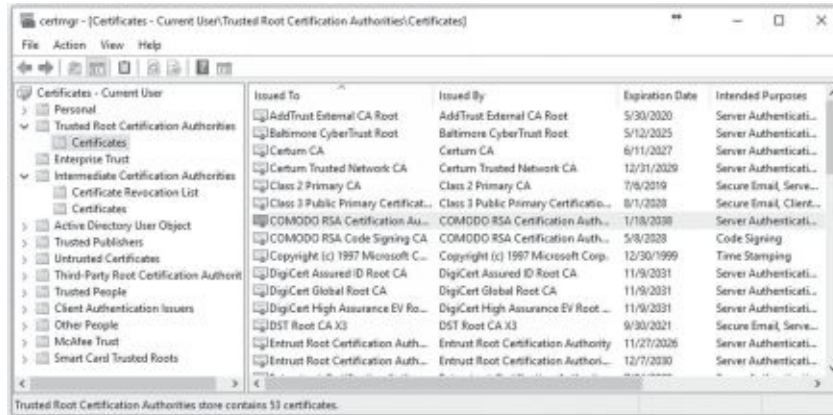 certmgr - [Certificates - Current User\Trusted Root Certification Authorities\Certificates]
File Action View Help
Certificates - Current User
Personal
Trusted Root Certification Authorities
Certificates
Enterprise Trust
Intermediate Certification Authorities
Certificate Revocation List
Certificates
Active Directory User Object
Trusted Publishers
Untrusted Certificates
Third-Party Root Certification Authorit
Trusted People
Client Authentication Issuers
Other People
McAfee Trust
Smart Card Trusted Roots
Issued To Issued By Expiration Date Intended Purposes
AddTrust External CA Root AddTrust External CA Root 5/30/2020 Server Authenticati...
Baltimore CyberTrust Root Baltimore CyberTrust Root 5/12/2025 Server Authenticati...
Certum CA Certum CA 6/11/2027 Server Authenticati...
Certum Trusted Network CA Certum Trusted Network CA 12/31/2029 Server Authenticati...
Class 2 Primary CA Class 2 Primary CA 7/6/2019 Secure Email, Serve...
Class 3 Public Primary Certificat... Class 3 Public Primary Certificatio... 8/1/2028 Secure Email, Client...
COMODO RSA Certification Au... COMODO RSA Certification Auth... 1/18/2038 Server Authenticati...
COMODO RSA Code Signing CA COMODO RSA Certification Auth... 5/8/2028 Code Signing
Copyright (c) 1997 Microsoft C... Copyright (c) 1997 Microsoft Corp. 12/30/1999 Time Stamping
DigiCert Assured ID Root CA DigiCert Assured ID Root CA 11/9/2031 Server Authenticati...
DigiCert Global Root CA DigiCert Global Root CA 11/9/2031 Server Authenticati...
DigiCert High Assurance EV Ro... DigiCert High Assurance EV Root ... 11/9/2031 Server Authenticati...
DST Root CA X3 DST Root CA X3 9/30/2021 Secure Email, Serve...
Entrust Root Certification Auth... Entrust Root Certification Authority 11/27/2026 Server Authenticati...
Entrust Root Certification Auth... Entrust Root Certification Authori... 12/7/2030 Server Authenticati...
Trusted Root Certification Authorities store contains 53 certificates.